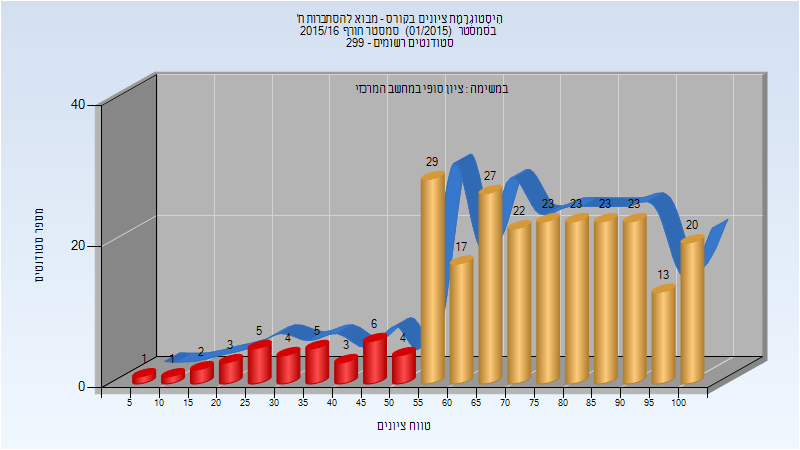 היסטוגרמת ציונים בקורס - מבוא להסתברות ח'
בסמסטר (01/2015) סמסטר חורף 2015/16
סטודנטים רשומים - 299
במשימה : ציון סופי במחשב המרכזי
40
20
0
מספר סטודנטים
1 1 2 3 5 4 5 3 6 4 29 17 27 22 23 23 23 23 13 20
5 10 15 20 25 30 35 40 45 50 55 60 65 70 75 80 85 90 95 100
טווח ציונים